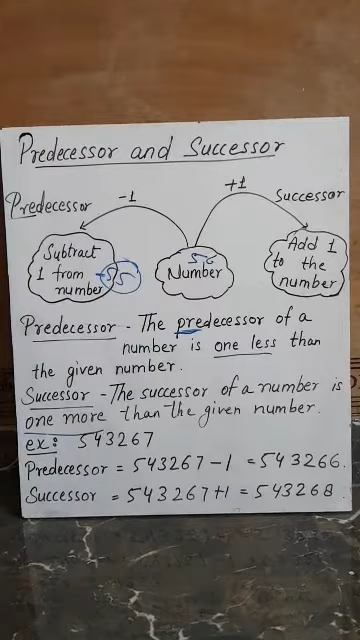 Predecessor and Successor
-1
+1
Predecessor
Successor
Subtract
1 from
number
55
Number
Add 1
to the
number
Predecessor - The predecessor of a
number is one less than
the given number.
Successor - The successor of a number is
one more than the given number.
ex: 543267
Predecessor = 543267-1 = 543266.
Successor = 543267+1 = 543268.